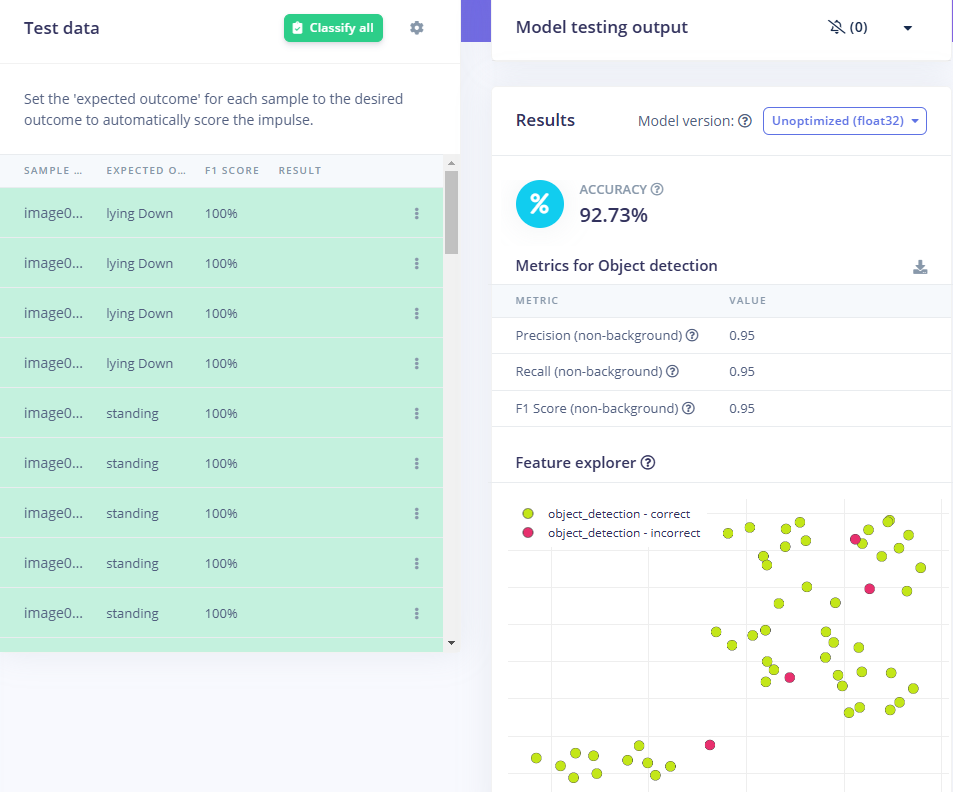 Test data
Classify all
Set the 'expected outcome' for each sample to the desired
outcome to automatically score the impulse.
SAMPLE ... EXPECTED O... F1 SCORE RESULT
image0... lying Down 100%
image0... lying Down 100%
image0... lying Down 100%
image0... lying Down 100%
image0... standing 100%
image0... standing 100%
image0... standing 100%
image0... standing 100%
image0... standing 100%
Model testing output
(0)
Results
Model version: ? Unoptimized (float32)
%
ACCURACY ?
92.73%
Metrics for Object detection
METRIC VALUE
Precision (non-background) ? 0.95
Recall (non-background) ? 0.95
F1 Score (non-background) ? 0.95
Feature explorer ?
object_detection - correct
object_detection - incorrect